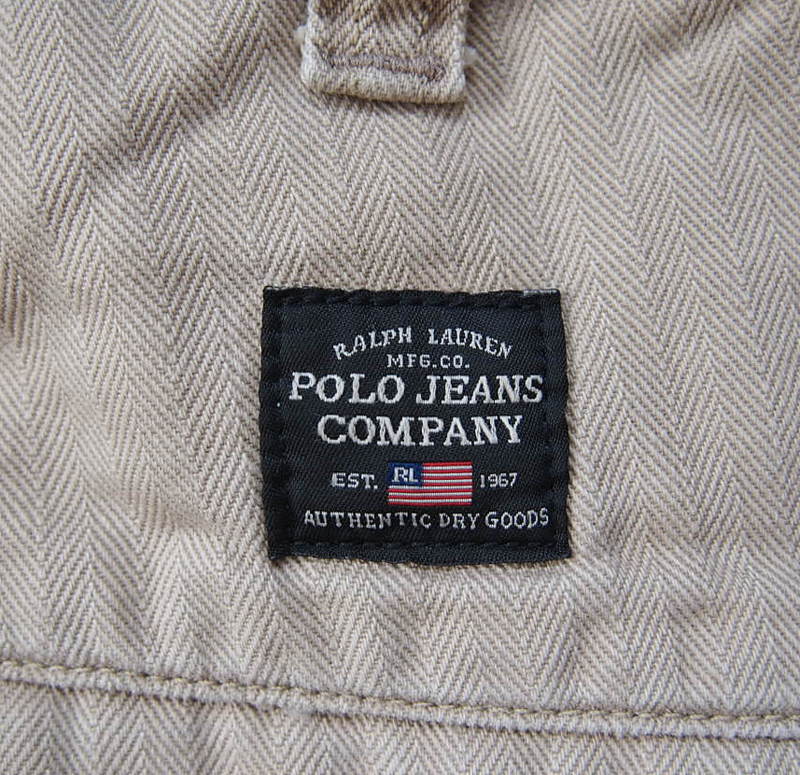 RALPH LAUREN
MFG.CO.
POLO JEANS
COMPANY
EST. RL 1967
AUTHENTIC DRY GOODS